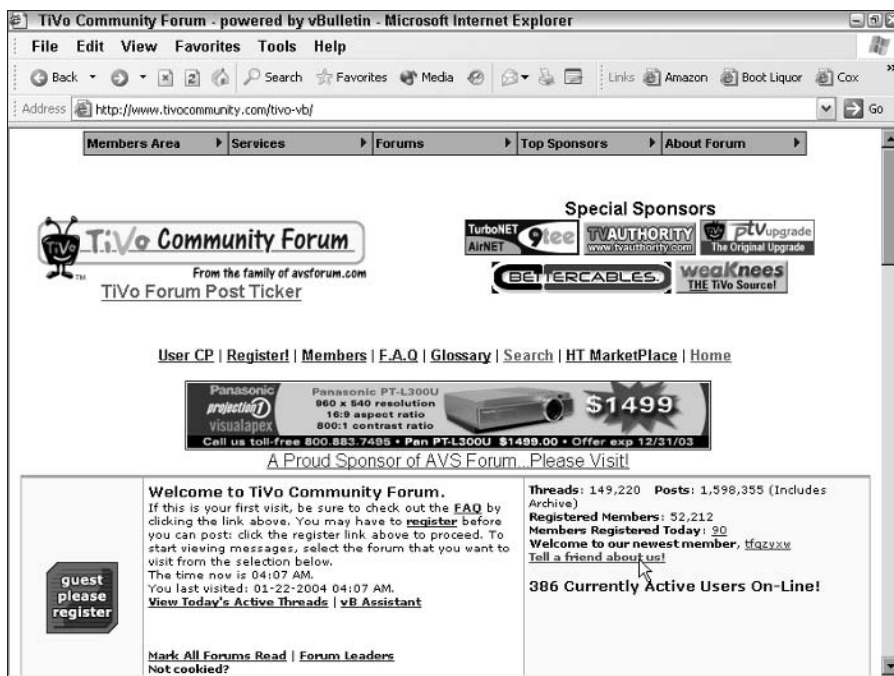 TiVo Community Forum - powered by vBulletin - Microsoft Internet Explorer
File Edit View Favorites Tools Help
Back Search Favorites Media Links Amazon Boot Liquor Cox
Address http://www.tivocommunity.com/tivo-vb/ Go
Members Area Services Forums Top Sponsors About Forum
Special Sponsors
TurboNET AirNET 9tee
TVAUTHORITY
www.tvauthority.com
ptvupgrade
The Original Upgrade
TiVo
TiVo Community Forum
TM
From the family of avsforum.com
BETTERCABLES.
weaKnees
THE TiVo Source!
TiVo Forum Post Ticker
User CP | Register! | Members | F.A.Q | Glossary | Search | HT MarketPlace | Home
Panasonic
projection1
visualapex
Panasonic PT-L300U
960 x 540 resolution
16:9 aspect ratio
800:1 contrast ratio
$1499
Call us toll-free 800.883.7495 • Pan PT-L300U $1499.00 • Offer exp 12/31/03
A Proud Sponsor of AVS Forum...Please Visit!
guest
please
register
Welcome to TiVo Community Forum.
If this is your first visit, be sure to check out the FAQ by
clicking the link above. You may have to register before
you can post: click the register link above to proceed. To
start viewing messages, select the forum that you want to
visit from the selection below.
The time now is 04:07 AM.
You last visited: 01-22-2004 04:07 AM.
View Today's Active Threads | vB Assistant
Mark All Forums Read | Forum Leaders
Not cookied?
Threads: 149,220 Posts: 1,598,355 (Includes
Archive)
Registered Members: 52,212
Members Registered Today: 90
Welcome to our newest member, tfqzyxw
Tell a friend about us!
386 Currently Active Users On-Line!